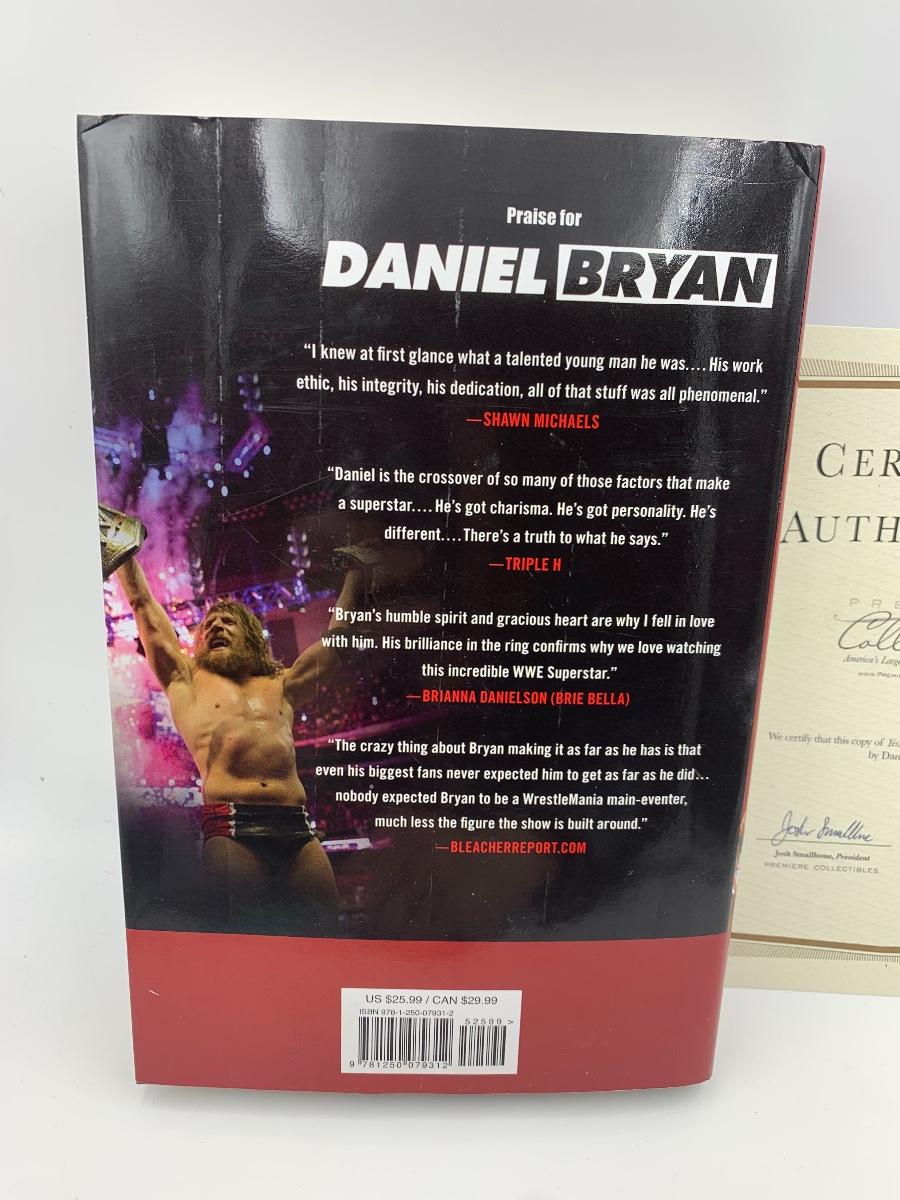 Praise for
DANIEL BRYAN
“I knew at first glance what a talented young man he was.... His work
ethic, his integrity, his dedication, all of that stuff was all phenomenal.”
—SHAWN MICHAELS
“Daniel is the crossover of so many of those factors that make
a superstar.... He’s got charisma. He’s got personality. He’s
different.... There’s a truth to what he says.”
—TRIPLE H
“Bryan’s humble spirit and gracious heart are why I fell in love
with him. His brilliance in the ring confirms why we love watching
this incredible WWE Superstar.”
—BRIANNA DANIELSON (BRIE BELLA)
“The crazy thing about Bryan making it as far as he has is that
even his biggest fans never expected him to get as far as he did...
nobody expected Bryan to be a WrestleMania main-eventer,
much less the figure the show is built around.”
—BLEACHERREPORT.COM
US $25.99 / CAN $29.99
ISBN 978-1-250-07931-2
52599>
9 781250 079312
CER
AUTH
PRE
Coll
America's Larg
WWW.PREMI
We certify that this copy of Yes
by Dan
Josh Smallbone
Josh Smallbone, President
PREMIERE COLLECTIBLES